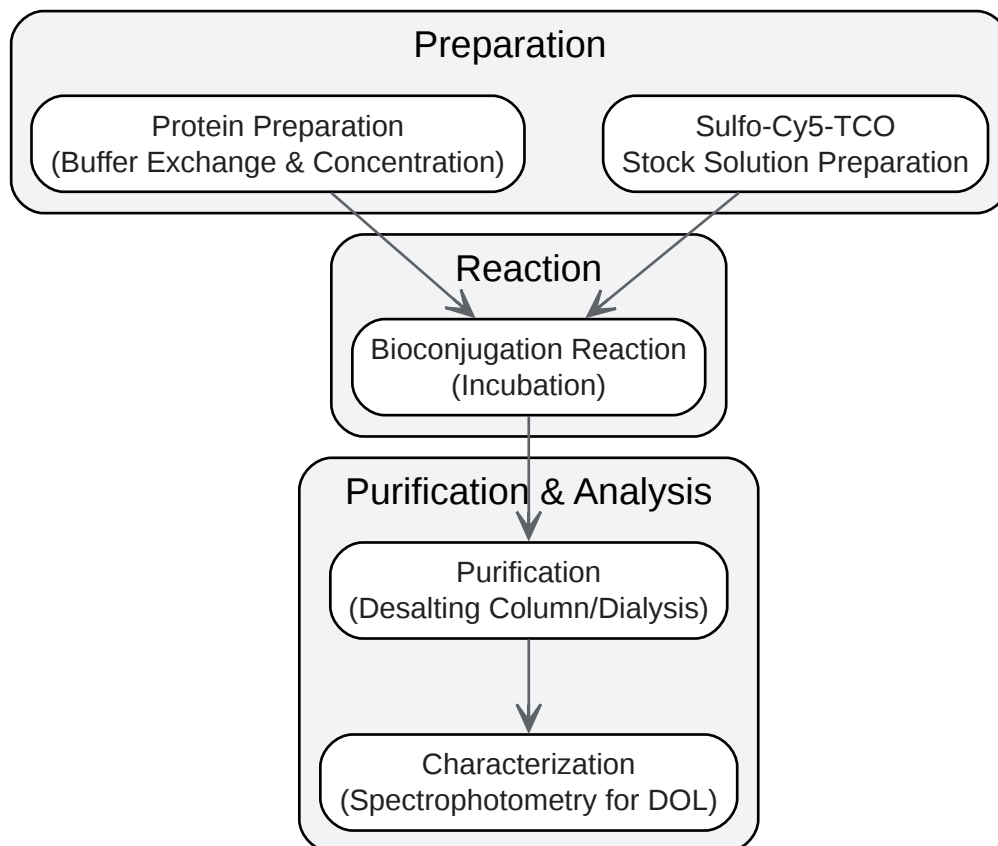 Preparation
Protein Preparation
(Buffer Exchange & Concentration)
Sulfo-Cy5-TCO
Stock Solution Preparation
Reaction
Bioconjugation Reaction
(Incubation)
Purification & Analysis
Purification
(Desalting Column/Dialysis)
Characterization
(Spectrophotometry for DOL)